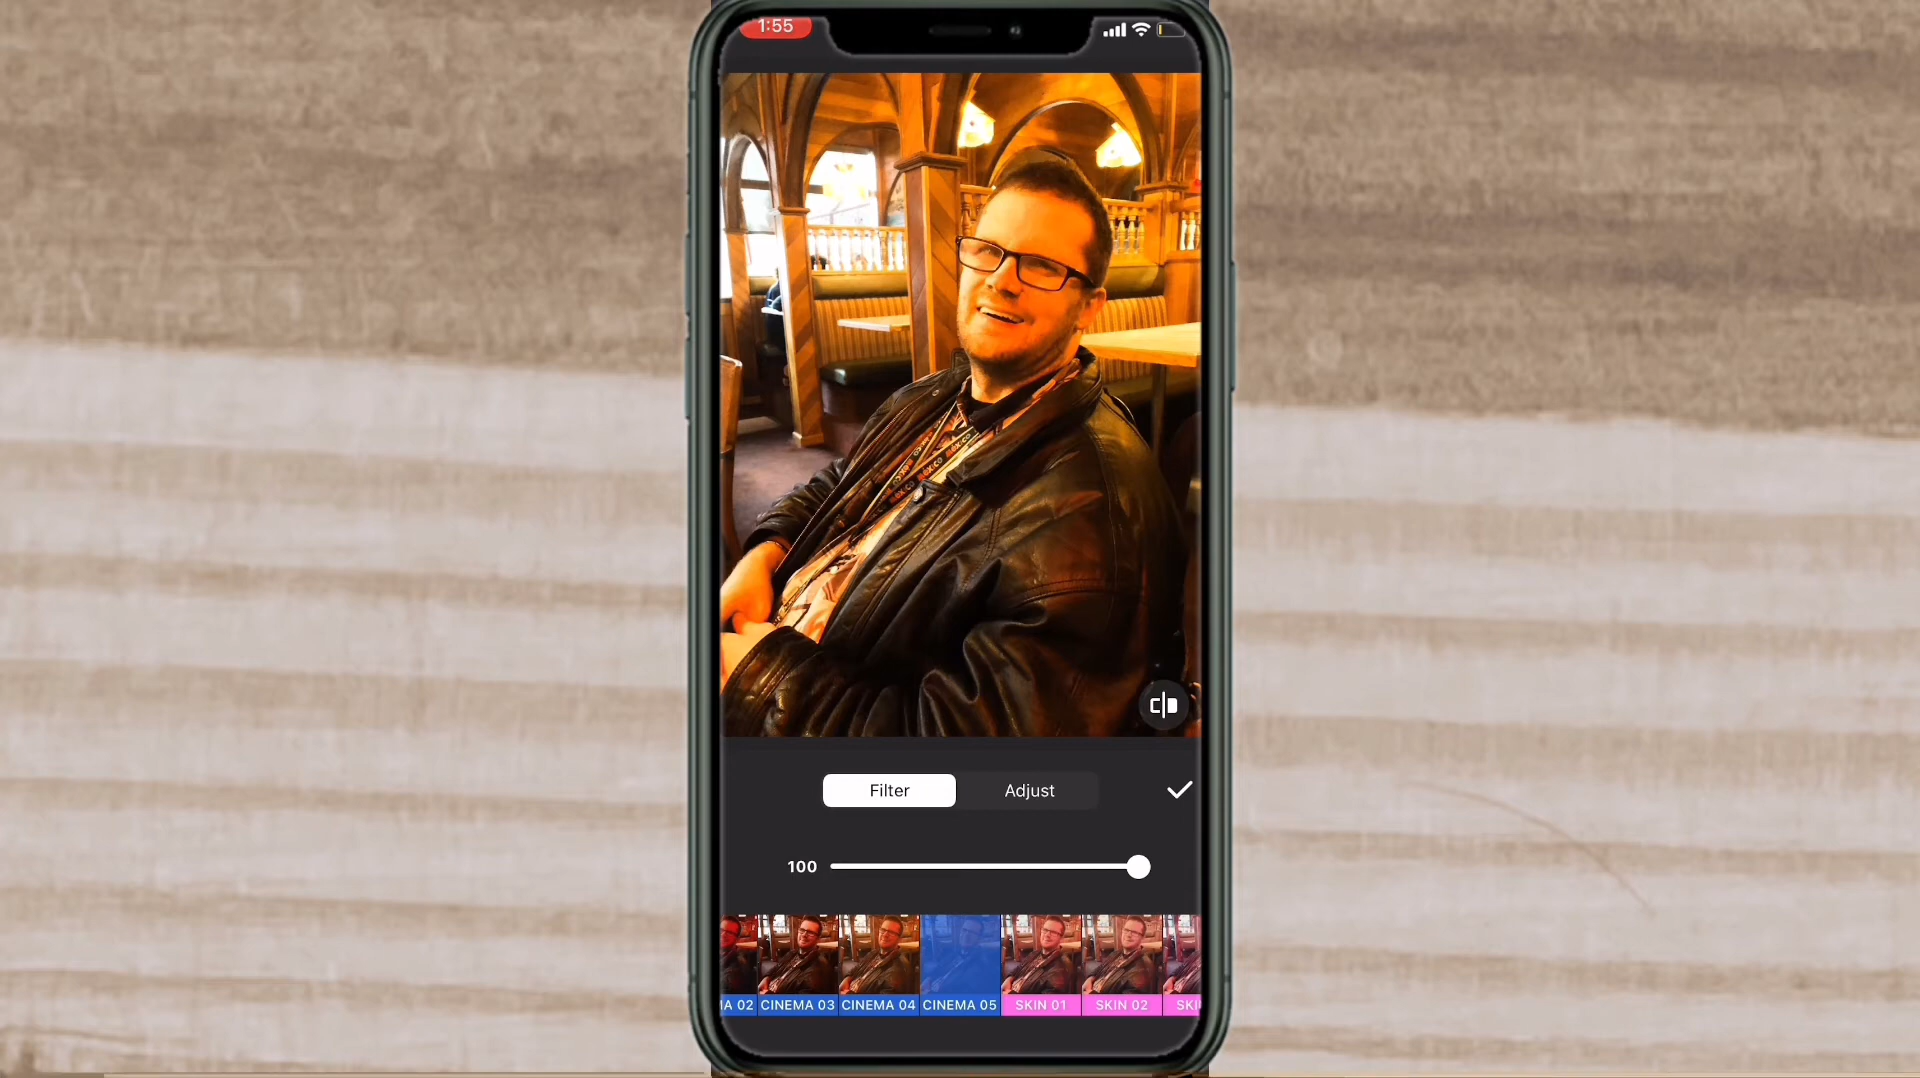 1:55
Filter
Adjust
100
A 02
CINEMA 03
CINEMA 04
CINEMA 05
SKIN 01
SKIN 02
SKI